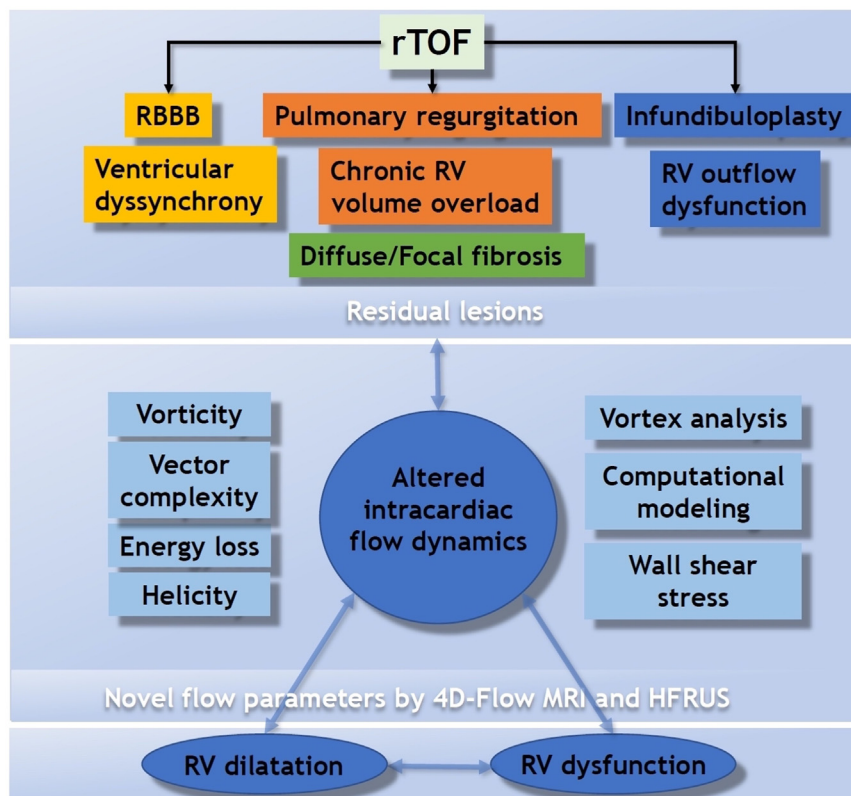 rTOF
RBBB
Pulmonary regurgitation
Infundibuloplasty
Ventricular
dyssynchrony
Chronic RV
volume overload
RV outflow
dysfunction
Diffuse/Focal fibrosis
Residual lesions
Vorticity
Vector
complexity
Energy loss
Helicity
Altered
intracardiac
flow dynamics
Vortex analysis
Computational
modeling
Wall shear
stress
Novel flow parameters by 4D-Flow MRI and HFRUS
RV dilatation
RV dysfunction